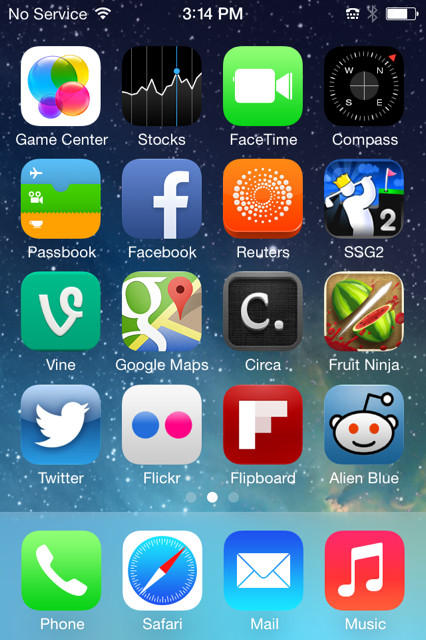 No Service 3:14 PM
N
W E
S
Game Center Stocks FaceTime Compass
2
Passbook Facebook Reuters SSG2
C.
Vine Google Maps Circa Fruit Ninja
Twitter Flickr Flipboard Alien Blue
Phone Safari Mail Music